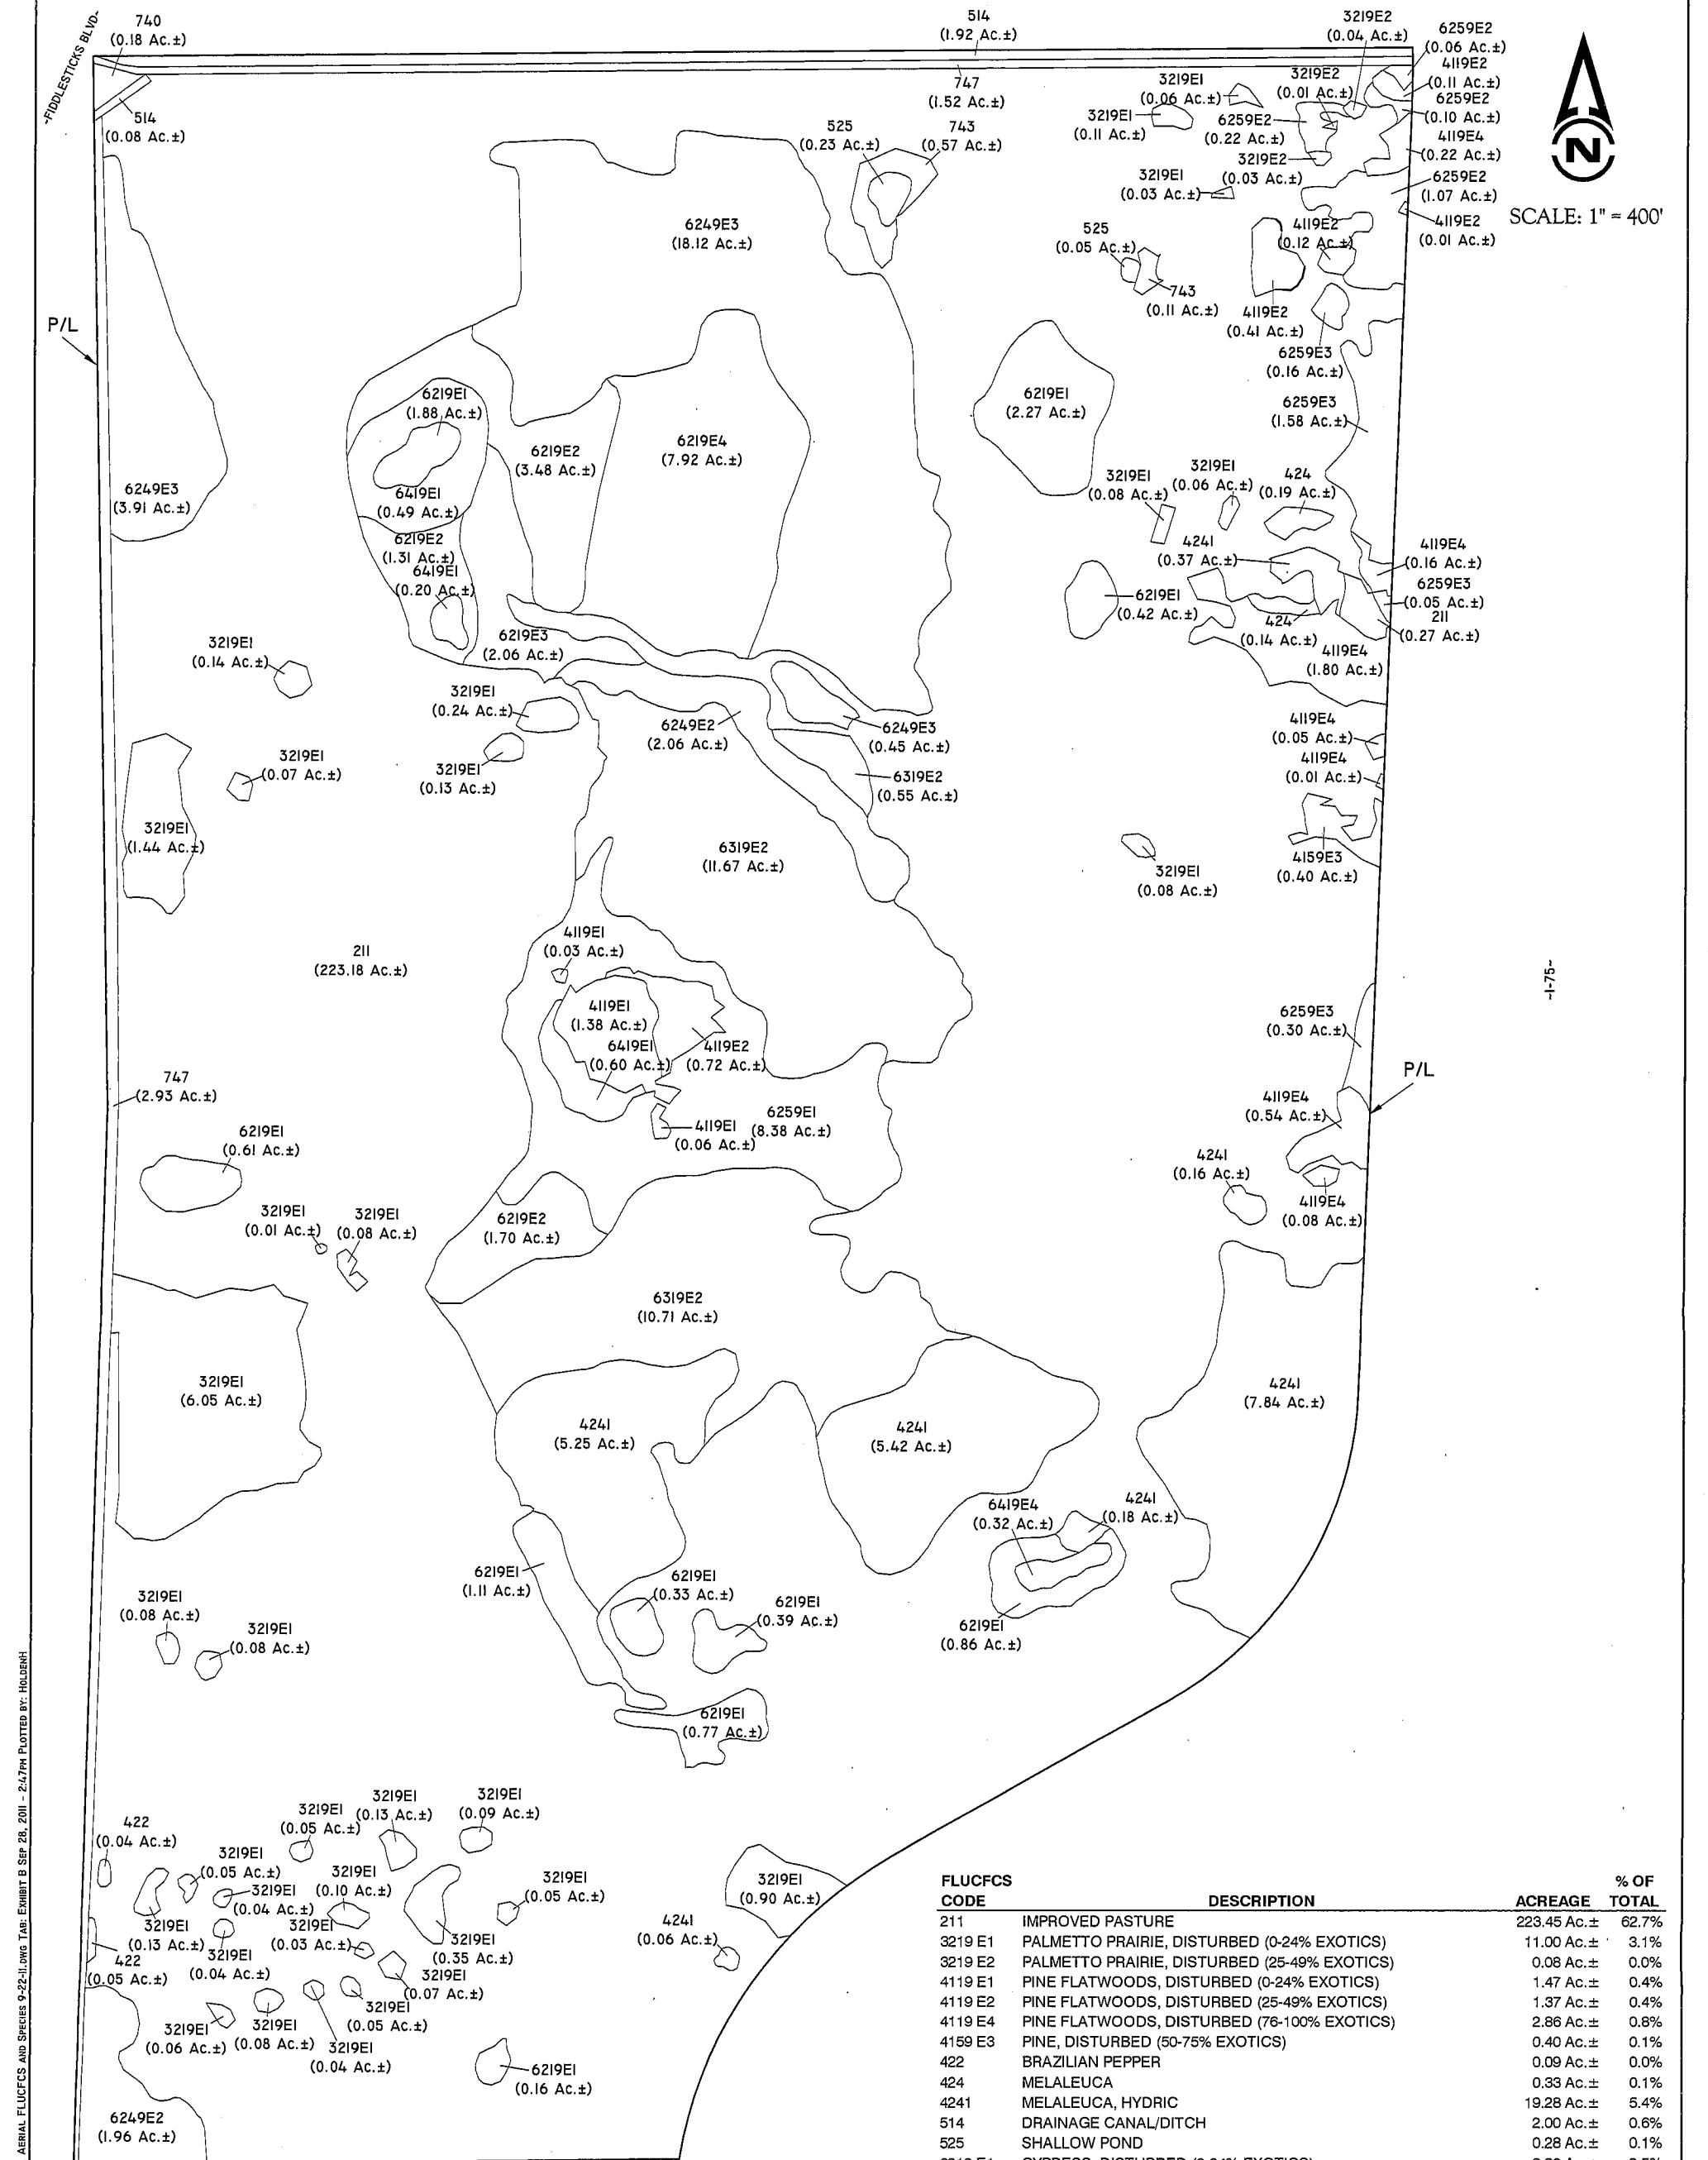 -FIDDLESTICKS BLVD-
740
(0.18 Ac.±)
514
(1.92 Ac.±)
3219E2
(0.04 Ac.±)
6259E2
(0.06 Ac.±)
4119E2
(0.11 Ac.±)
6259E2
(0.10 Ac.±)
4119E4
(0.22 Ac.±)
6259E2
(1.07 Ac.±)
4119E2
(0.01 Ac.±)
N
SCALE: 1" = 400'
514
(0.08 Ac.±)
747
(1.52 Ac.±)
525
(0.23 Ac.±)
743
(0.57 Ac.±)
3219E1
(0.06 Ac.±)
3219E2
(0.01 Ac.±)
3219E1
(0.11 Ac.±)
6259E2
(0.22 Ac.±)
3219E2
(0.03 Ac.±)
3219E1
(0.03 Ac.±)
6249E3
(18.12 Ac.±)
525
(0.05 Ac.±)
743
(0.11 Ac.±)
4119E2
(0.12 Ac.±)
4119E2
(0.41 Ac.±)
6259E3
(0.16 Ac.±)
P/L
6219E1
(1.88 Ac.±)
6219E1
(2.27 Ac.±)
6259E3
(1.58 Ac.±)
6219E2
(3.48 Ac.±)
6219E4
(7.92 Ac.±)
6249E3
(3.91 Ac.±)
6419E1
(0.49 Ac.±)
3219E1
(0.08 Ac.±)
3219E1
(0.06 Ac.±)
424
(0.19 Ac.±)
6219E2
(1.31 Ac.±)
6419E1
(0.20 Ac.±)
4241
(0.37 Ac.±)
4119E4
(0.16 Ac.±)
6259E3
(0.05 Ac.±)
211
(0.27 Ac.±)
6219E1
(0.42 Ac.±)
424
(0.14 Ac.±)
4119E4
(1.80 Ac.±)
3219E1
(0.14 Ac.±)
6219E3
(2.06 Ac.±)
3219E1
(0.24 Ac.±)
6249E2
(2.06 Ac.±)
6249E3
(0.45 Ac.±)
4119E4
(0.05 Ac.±)
4119E4
(0.01 Ac.±)
3219E1
(0.07 Ac.±)
3219E1
(0.13 Ac.±)
6319E2
(0.55 Ac.±)
3219E1
(1.44 Ac.±)
6319E2
(11.67 Ac.±)
3219E1
(0.08 Ac.±)
4159E3
(0.40 Ac.±)
211
(223.18 Ac.±)
4119E1
(0.03 Ac.±)
~I-75~
4119E1
(1.38 Ac.±)
6419E1
(0.60 Ac.±)
4119E2
(0.72 Ac.±)
6259E3
(0.30 Ac.±)
P/L
747
(2.93 Ac.±)
4119E1
(0.06 Ac.±)
6259E1
(8.38 Ac.±)
4119E4
(0.54 Ac.±)
6219E1
(0.61 Ac.±)
4241
(0.16 Ac.±)
4119E4
(0.08 Ac.±)
3219E1
(0.01 Ac.±)
3219E1
(0.08 Ac.±)
6219E2
(1.70 Ac.±)
6319E2
(10.71 Ac.±)
3219E1
(6.05 Ac.±)
4241
(7.84 Ac.±)
4241
(5.25 Ac.±)
4241
(5.42 Ac.±)
6419E4
(0.32 Ac.±)
4241
(0.18 Ac.±)
6219E1
(1.11 Ac.±)
6219E1
(0.33 Ac.±)
6219E1
(0.39 Ac.±)
6219E1
(0.86 Ac.±)
3219E1
(0.08 Ac.±)
3219E1
(0.08 Ac.±)
6219E1
(0.77 Ac.±)
AERIAL FLUCFCS AND SPECIES 9-22-11.DWG TAB: EXHIBIT B SEP 28, 2011 - 2:47PM PLOTTED BY: HOLDENH
422
(0.04 Ac.±)
3219E1
(0.05 Ac.±)
3219E1
(0.13 Ac.±)
3219E1
(0.09 Ac.±)
3219E1
(0.05 Ac.±)
3219E1
(0.04 Ac.±)
3219E1
(0.10 Ac.±)
3219E1
(0.05 Ac.±)
3219E1
(0.90 Ac.±)
3219E1
(0.13 Ac.±)
3219E1
(0.04 Ac.±)
3219E1
(0.03 Ac.±)
3219E1
(0.35 Ac.±)
4241
(0.06 Ac.±)
422
(0.05 Ac.±)
3219E1
(0.07 Ac.±)
3219E1
(0.06 Ac.±)
3219E1
(0.08 Ac.±)
3219E1
(0.05 Ac.±)
3219E1
(0.04 Ac.±)
6219E1
(0.16 Ac.±)
6249E2
(1.96 Ac.±)
FLUCFCS CODE DESCRIPTION ACREAGE % OF TOTAL
211 IMPROVED PASTURE 223.45 Ac.± 62.7%
3219 E1 PALMETTO PRAIRIE, DISTURBED (0-24% EXOTICS) 11.00 Ac.± 3.1%
3219 E2 PALMETTO PRAIRIE, DISTURBED (25-49% EXOTICS) 0.08 Ac.± 0.0%
4119 E1 PINE FLATWOODS, DISTURBED (0-24% EXOTICS) 1.47 Ac.± 0.4%
4119 E2 PINE FLATWOODS, DISTURBED (25-49% EXOTICS) 1.37 Ac.± 0.4%
4119 E4 PINE FLATWOODS, DISTURBED (76-100% EXOTICS) 2.86 Ac.± 0.8%
4159 E3 PINE, DISTURBED (50-75% EXOTICS) 0.40 Ac.± 0.1%
422 BRAZILIAN PEPPER 0.09 Ac.± 0.0%
424 MELALEUCA 0.33 Ac.± 0.1%
4241 MELALEUCA, HYDRIC 19.28 Ac.± 5.4%
514 DRAINAGE CANAL/DITCH 2.00 Ac.± 0.6%
525 SHALLOW POND 0.28 Ac.± 0.1%